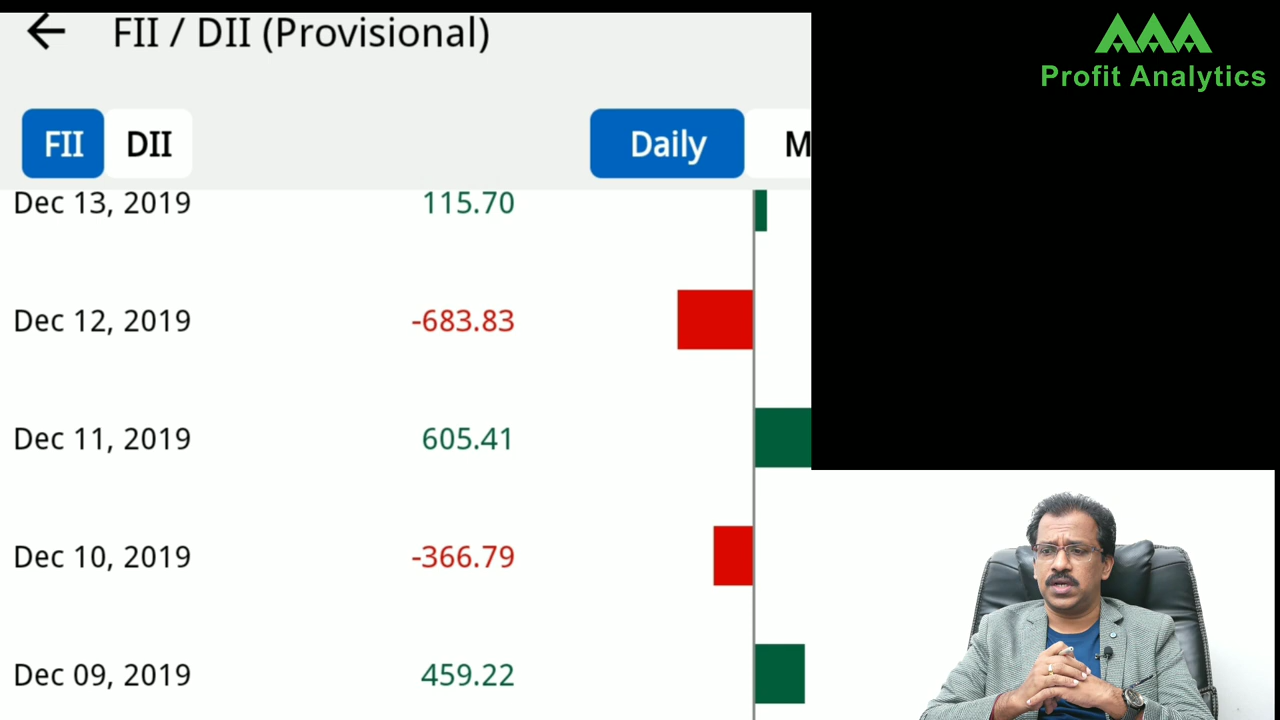 FII / DII (Provisional)
Profit Analytics
FII DII Daily M
Dec 13, 2019 115.70
Dec 12, 2019 -683.83
Dec 11, 2019 605.41
Dec 10, 2019 -366.79
Dec 09, 2019 459.22